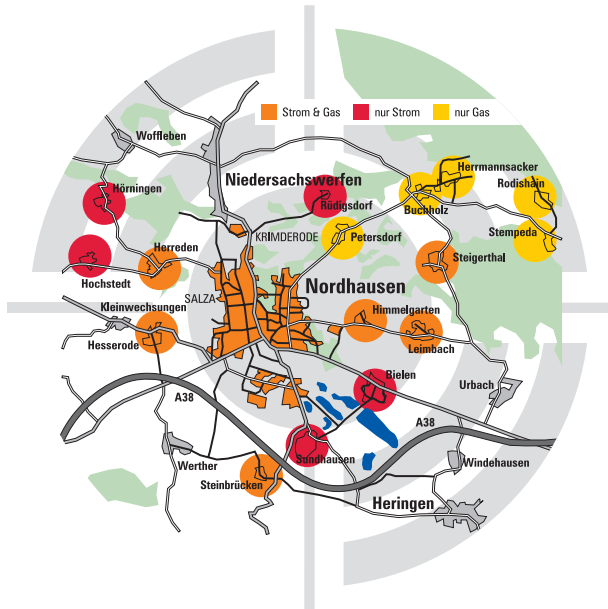 Strom & Gas nur Strom nur Gas
Woffleben
Herrmannsacker
Niedersachswerfen
Rodishain
Hörningen
Rüdigsdorf
Buchholz
Stempeda
KRIMDERODE
Petersdorf
Herreden
Steigerthal
Hochstedt
Nordhausen
SALZA
Kleinwechsungen
Himmelgarten
Hesserode
Leimbach
Bielen
Urbach
A38
A38
Sundhausen
Werther
Windehausen
Steinbrücken
Heringen